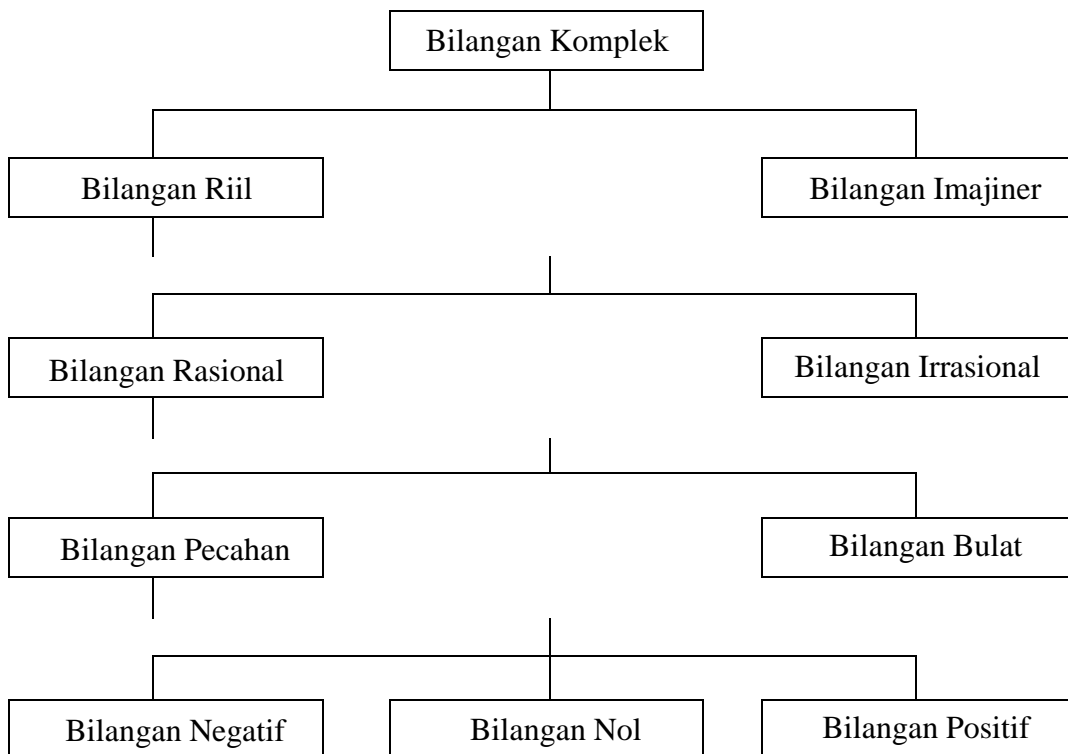 Bilangan Komplek
Bilangan Riil
Bilangan Imajiner
Bilangan Rasional
Bilangan Irrasional
Bilangan Pecahan
Bilangan Bulat
Bilangan Negatif
Bilangan Nol
Bilangan Positif